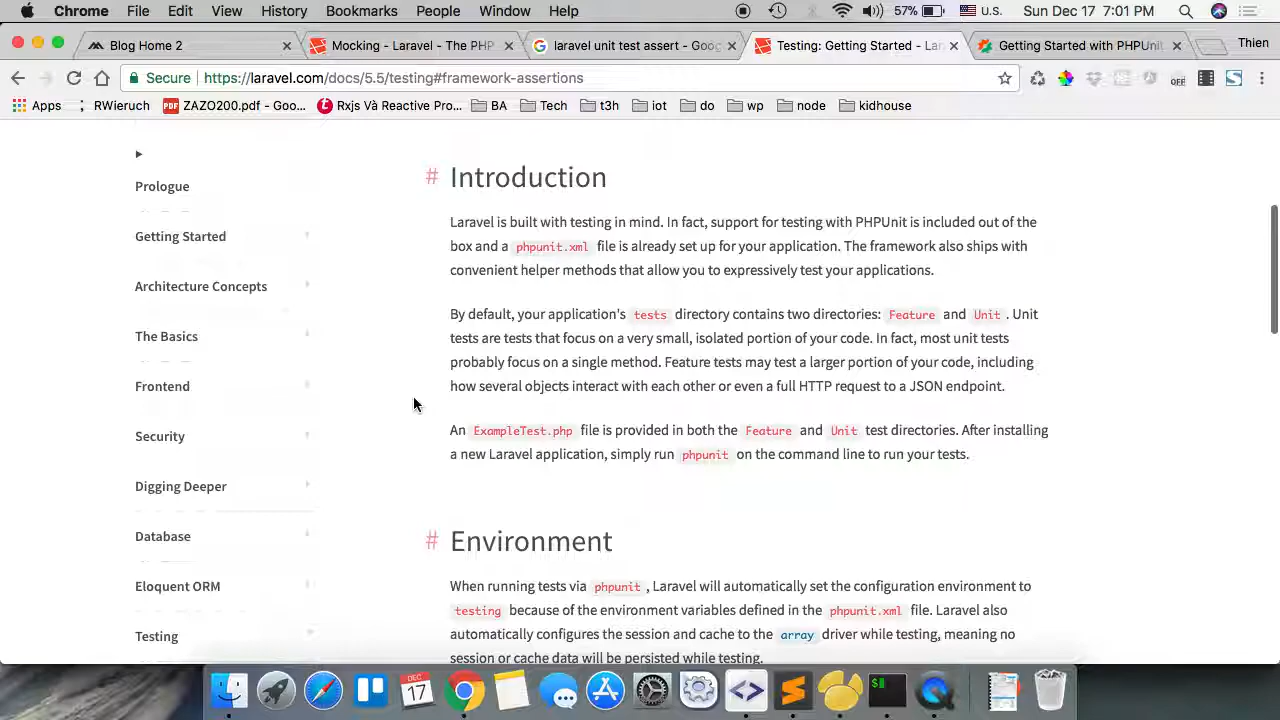 Chrome File Edit View History Bookmarks People Window Help 57% U.S. Sun Dec 17 7:01 PM
Blog Home 2 Mocking - Laravel - The PHP laravel unit test assert - Goog Testing: Getting Started - Lar Getting Started with PHPUnit Thien
Secure https://laravel.com/docs/5.5/testing#framework-assertions OFF
Apps RWieruch PDF ZAZO200.pdf - Goo... Rxjs Và Reactive Pro... BA Tech t3h iot do wp node kidhouse
Prologue
Getting Started
Architecture Concepts
The Basics
Frontend
Security
Digging Deeper
Database
Eloquent ORM
Testing
# Introduction
Laravel is built with testing in mind. In fact, support for testing with PHPUnit is included out of the
box and a phpunit.xml file is already set up for your application. The framework also ships with
convenient helper methods that allow you to expressively test your applications.
By default, your application's tests directory contains two directories: Feature and Unit . Unit
tests are tests that focus on a very small, isolated portion of your code. In fact, most unit tests
probably focus on a single method. Feature tests may test a larger portion of your code, including
how several objects interact with each other or even a full HTTP request to a JSON endpoint.
An ExampleTest.php file is provided in both the Feature and Unit test directories. After installing
a new Laravel application, simply run phpunit on the command line to run your tests.
# Environment
When running tests via phpunit , Laravel will automatically set the configuration environment to
testing because of the environment variables defined in the phpunit.xml file. Laravel also
automatically configures the session and cache to the array driver while testing, meaning no
session or cache data will be persisted while testing.
DEC
17